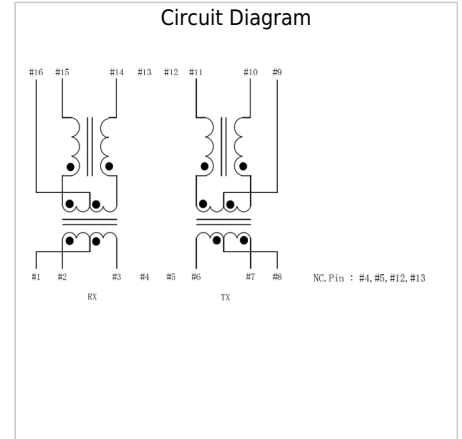 Circuit Diagram
#16 #15 #14 #13 #12 #11 #10 #9
#1 #2 #3 #4 #5 #6 #7 #8 NC.Pin : #4,#5,#12,#13
RX TX